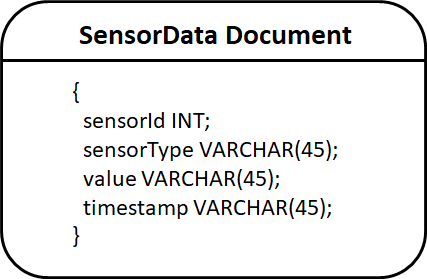 SensorData Document
{
sensorId INT;
sensorType VARCHAR(45);
value VARCHAR(45);
timestamp VARCHAR(45);
}